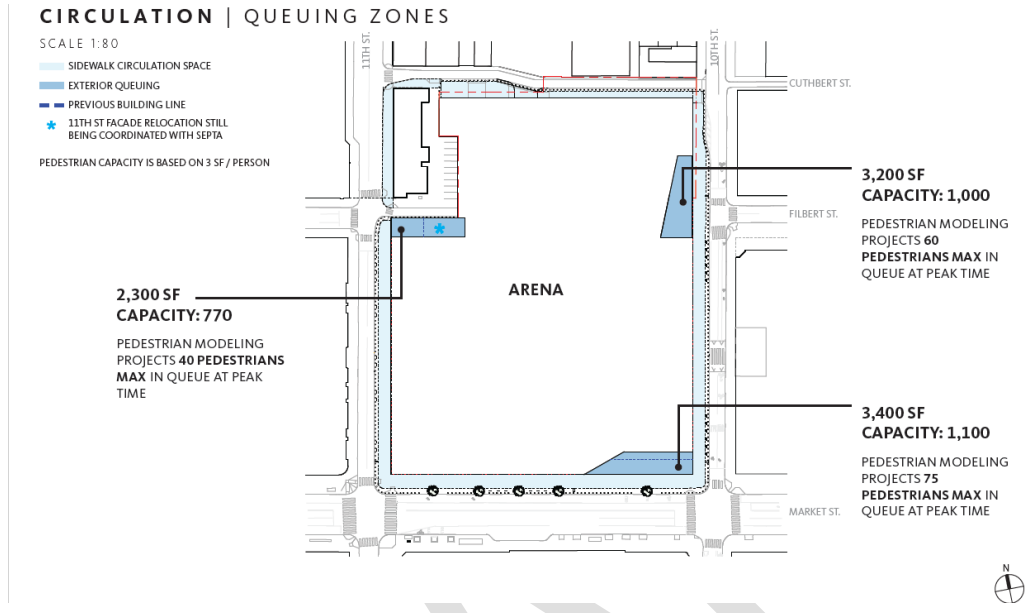 CIRCULATION | QUEUING ZONES
SCALE 1:80
SIDEWALK CIRCULATION SPACE
EXTERIOR QUEUING
PREVIOUS BUILDING LINE
* 11TH ST FACADE RELOCATION STILL
BEING COORDINATED WITH SEPTA
PEDESTRIAN CAPACITY IS BASED ON 3 SF / PERSON
11TH ST.
10TH ST.
CUTHBERT ST.
3,200 SF
CAPACITY: 1,000
PEDESTRIAN MODELING
PROJECTS 60
PEDESTRIANS MAX IN
QUEUE AT PEAK TIME
FILBERT ST.
*
ARENA
2,300 SF
CAPACITY: 770
PEDESTRIAN MODELING
PROJECTS 40 PEDESTRIANS
MAX IN QUEUE AT PEAK
TIME
3,400 SF
CAPACITY: 1,100
PEDESTRIAN MODELING
PROJECTS 75
PEDESTRIANS MAX IN
QUEUE AT PEAK TIME
MARKET ST.
N